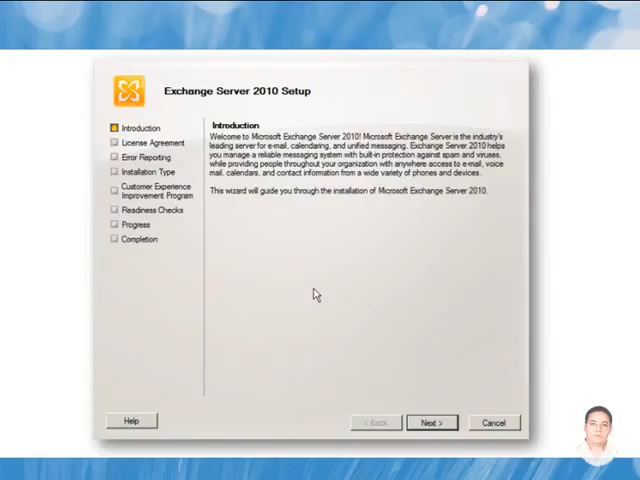 Exchange Server 2010 Setup
Introduction
License Agreement
Error Reporting
Installation Type
Customer Experience
Improvement Program
Readiness Checks
Progress
Completion
Introduction
Welcome to Microsoft Exchange Server 2010! Microsoft Exchange Server is the industry's
leading server for e-mail, calendaring, and unified messaging. Exchange Server 2010 helps
you manage a reliable messaging system with built-in protection against spam and viruses,
while providing people throughout your organization with anywhere access to e-mail, voice
mail, calendars, and contact information from a wide variety of phones and devices.
This wizard will guide you through the installation of Microsoft Exchange Server 2010.
Help
< Back
Next >
Cancel